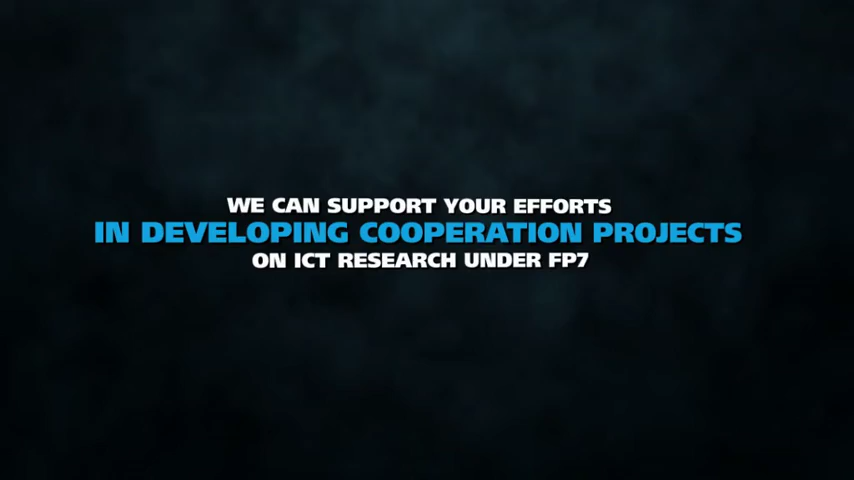 WE CAN SUPPORT YOUR EFFORTS
IN DEVELOPING COOPERATION PROJECTS
ON ICT RESEARCH UNDER FP7